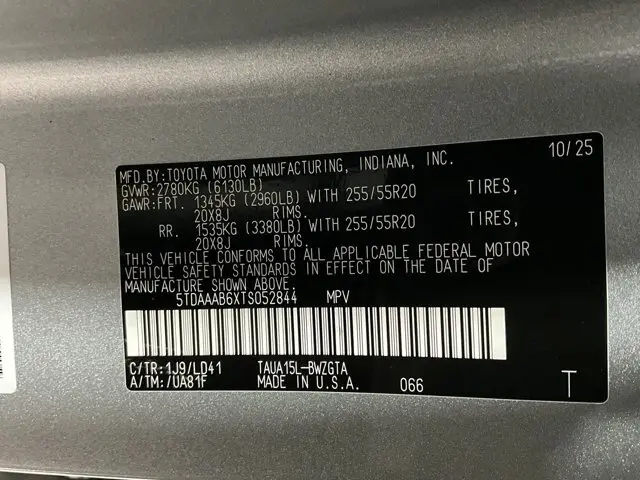 MFD.BY:TOYOTA MOTOR MANUFACTURING, INDIANA, INC. 10/25
GVWR:2780KG (6130LB)
GAWR:FRT. 1345KG (2960LB) WITH 255/55R20 TIRES,
20X8J RIMS.
RR. 1535KG (3380LB) WITH 255/55R20 TIRES,
20X8J RIMS.
THIS VEHICLE CONFORMS TO ALL APPLICABLE FEDERAL MOTOR
VEHICLE SAFETY STANDARDS IN EFFECT ON THE DATE OF
MANUFACTURE SHOWN ABOVE.
5TDAAAB6XTS052844 MPV
C/TR:1J9/LD41 TAUA15L-BWZGTA
A/TM:/UA81F MADE IN U.S.A. 066 T